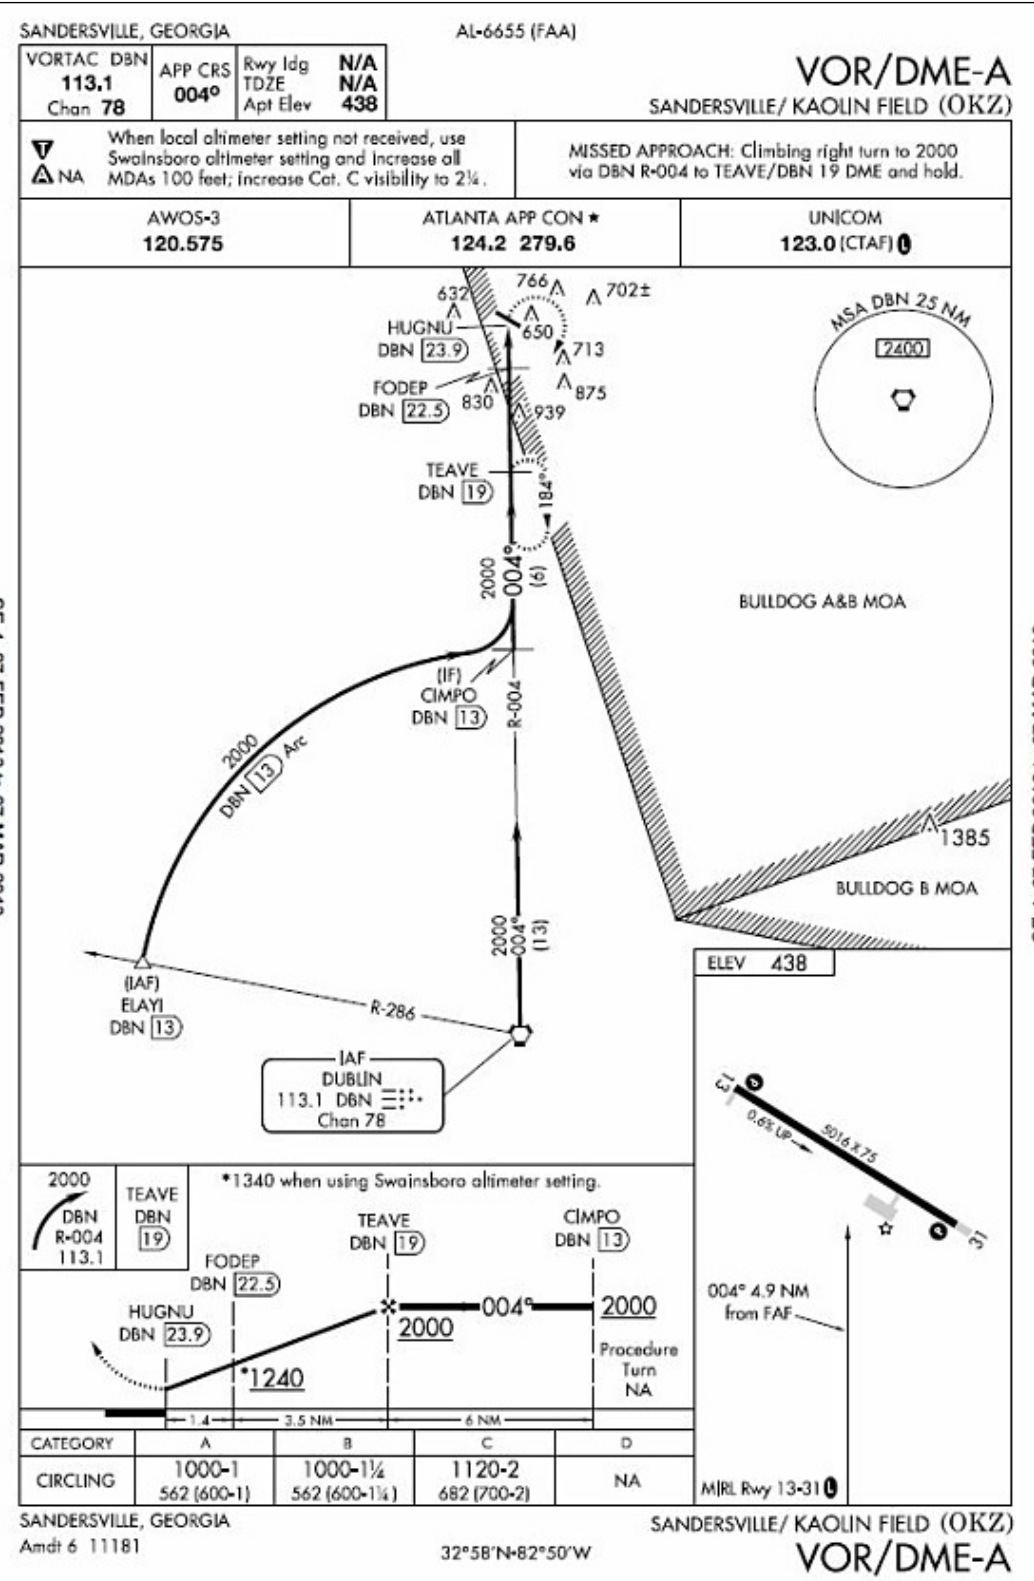 SANDERSVILLE, GEORGIA
AL-6655 (FAA)
VORTAC DBN
113.1
Chan 78
APP CRS
004°
Rwy ldg N/A
TDZE N/A
Apt Elev 438
VOR/DME-A
SANDERSVILLE/ KAOLIN FIELD (OKZ)
T
A NA
When local altimeter setting not received, use
Swainsboro altimeter setting and increase all
MDAs 100 feet; increase Cat. C visibility to 2¼.
MISSED APPROACH: Climbing right turn to 2000
via DBN R-004 to TEAVE/DBN 19 DME and hold.
AWOS-3
120.575
ATLANTA APP CON ★
124.2 279.6
UNICOM
123.0 (CTAF) L
632
766
702±
650
713
875
830
939
HUGNU
DBN 23.9
FODEP
DBN 22.5
TEAVE
DBN 19
184°
MSA DBN 25 NM
2400
2000
004°
(6)
BULLDOG A&B MOA
(IF)
CIMPO
DBN 13
R-004
2000
DBN 13 Arc
1385
BULLDOG B MOA
2000
004°
(13)
(IAF)
ELAYI
DBN 13
R-286
IAF
DUBLIN
113.1 DBN
Chan 78
ELEV 438
13
P
0.6% UP
5016 X 75
P
31
004° 4.9 NM
from FAF
MIRL Rwy 13-31 L
2000
DBN
R-004
113.1
TEAVE
DBN
19
*1340 when using Swainsboro altimeter setting.
HUGNU
DBN 23.9
FODEP
DBN 22.5
TEAVE
DBN 19
CIMPO
DBN 13
004°
2000
2000
*1240
Procedure
Turn
NA
1.4
3.5 NM
6 NM
CATEGORY A B C D
CIRCLING
1000-1
562 (600-1)
1000-1¼
562 (600-1¼)
1120-2
682 (700-2)
NA
SANDERSVILLE, GEORGIA
Amdt 6 11181
32°58'N-82°50'W
SANDERSVILLE/ KAOLIN FIELD (OKZ)
VOR/DME-A